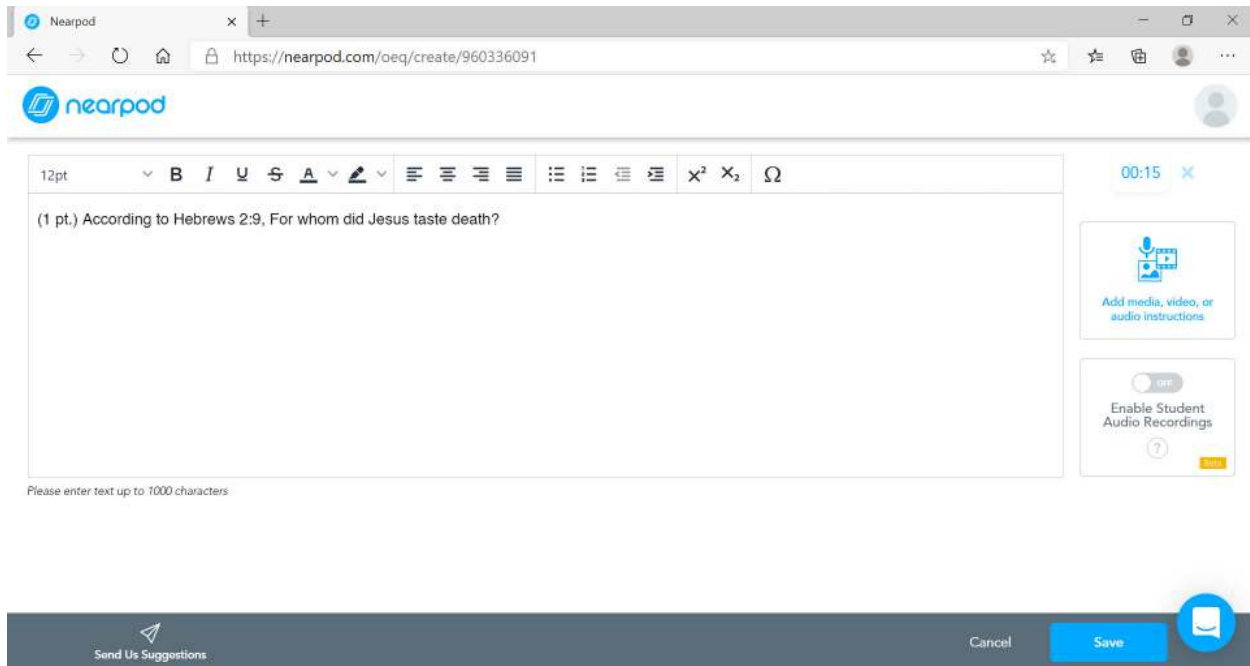 Nearpod
https://nearpod.com/oeq/create/960336091
nearpod
12pt B I U S A X² X₂ Ω
00:15
(1 pt.) According to Hebrews 2:9, For whom did Jesus taste death?
Add media, video, or
audio instructions
OFF
Enable Student
Audio Recordings
?
Beta
Please enter text up to 1000 characters
Send Us Suggestions
Cancel
Save